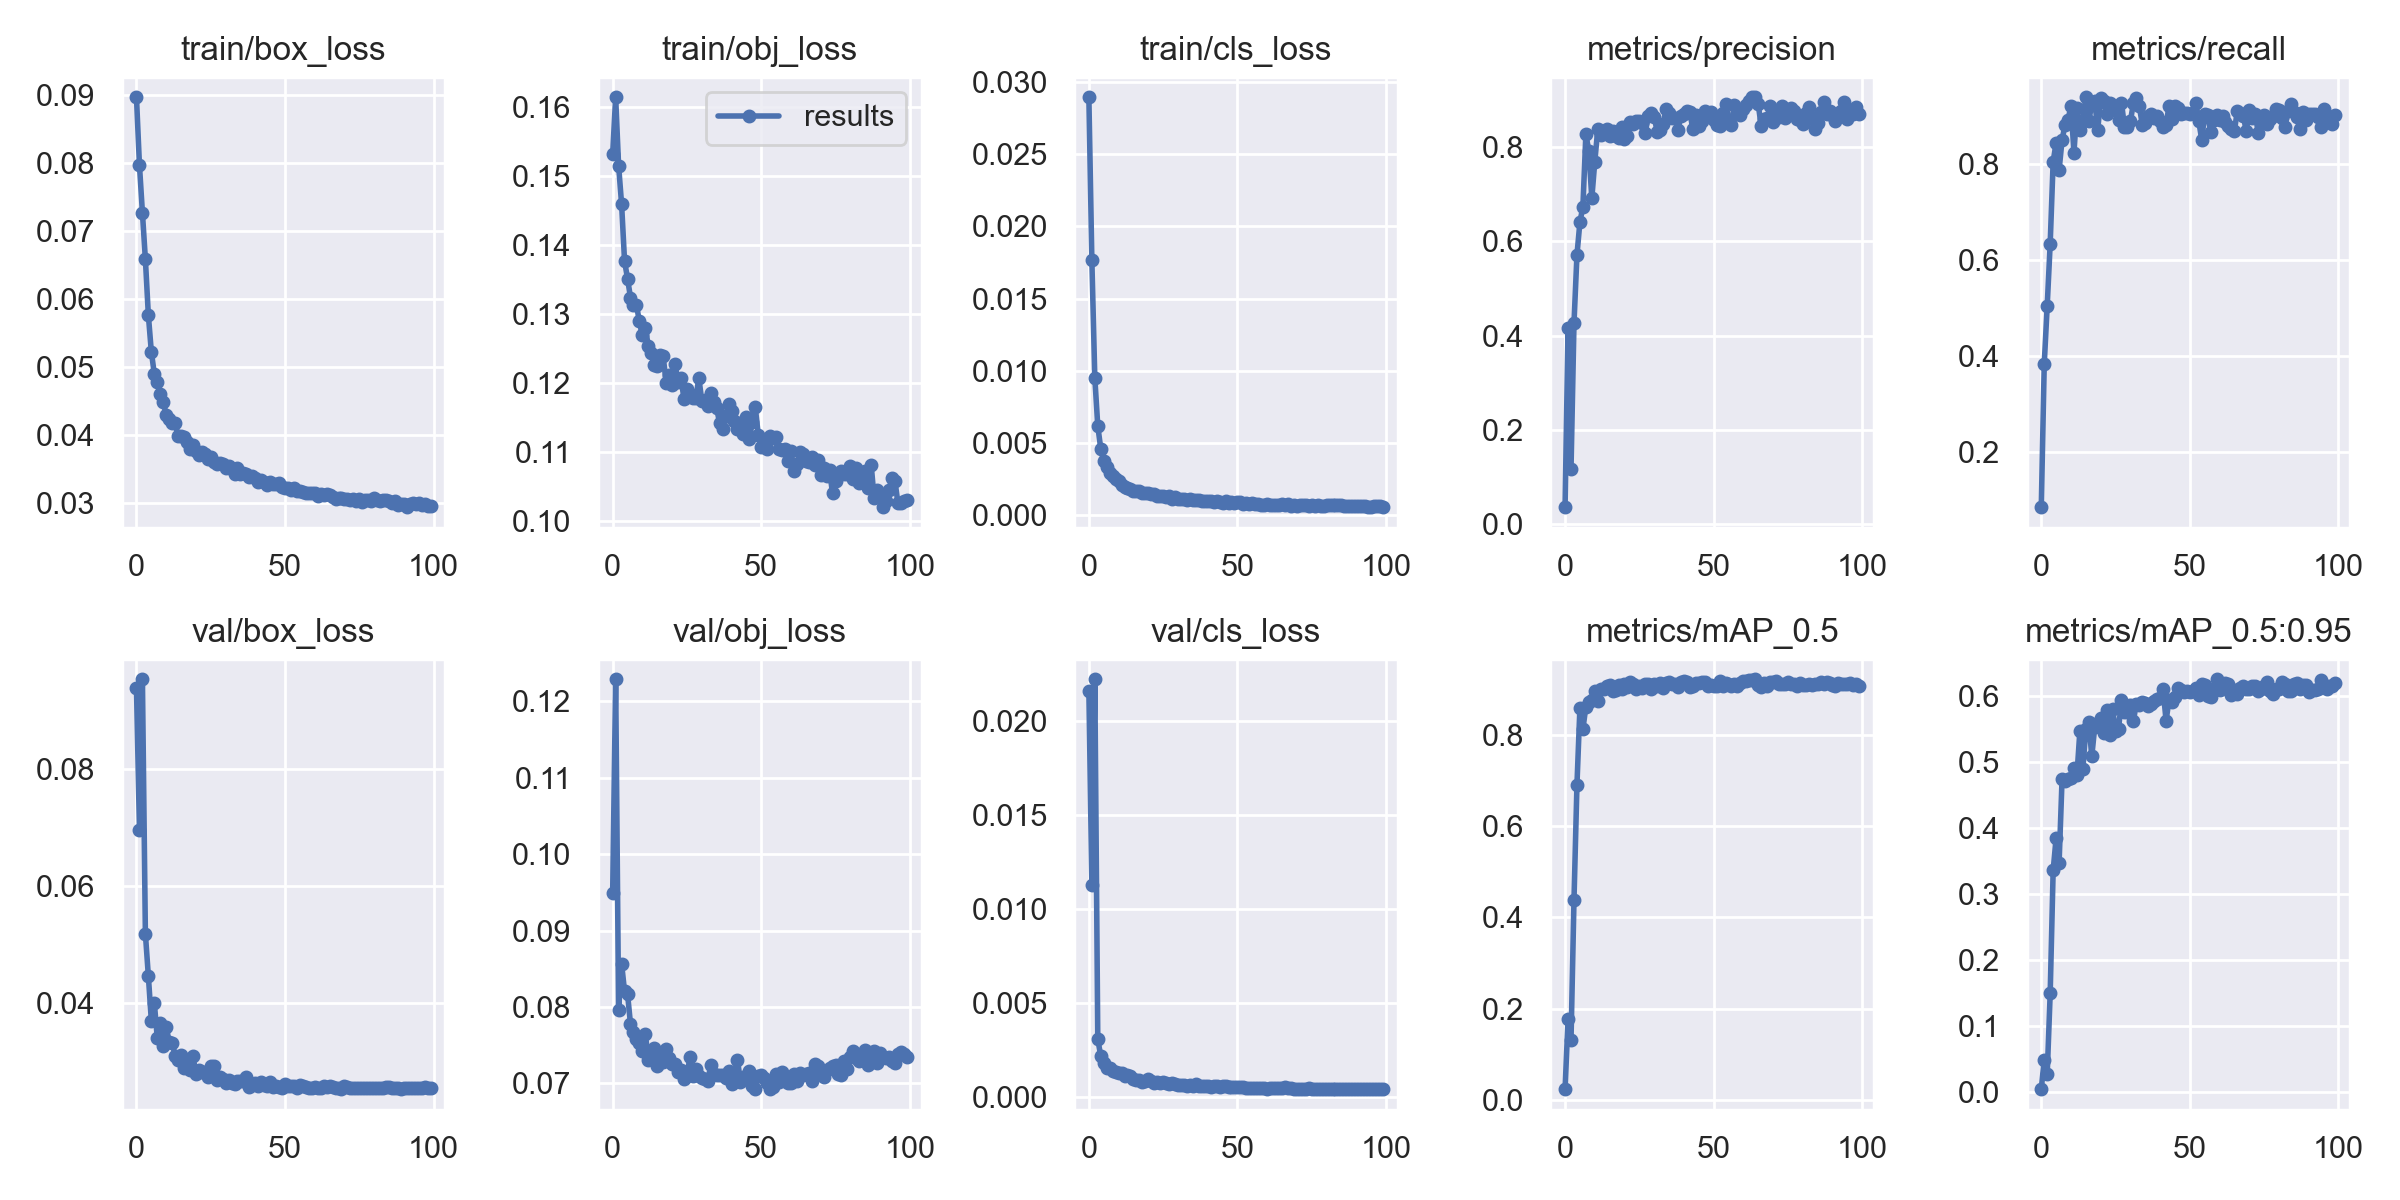 train/box_loss
0.09
0.08
0.07
0.06
0.05
0.04
0.03
0 50 100
train/obj_loss
results
0.16
0.15
0.14
0.13
0.12
0.11
0.10
0 50 100
train/cls_loss
0.030
0.025
0.020
0.015
0.010
0.005
0.000
0 50 100
metrics/precision
0.8
0.6
0.4
0.2
0.0
0 50 100
metrics/recall
0.8
0.6
0.4
0.2
0 50 100
val/box_loss
0.08
0.06
0.04
0 50 100
val/obj_loss
0.12
0.11
0.10
0.09
0.08
0.07
0 50 100
val/cls_loss
0.020
0.015
0.010
0.005
0.000
0 50 100
metrics/mAP_0.5
0.8
0.6
0.4
0.2
0.0
0 50 100
metrics/mAP_0.5:0.95
0.6
0.5
0.4
0.3
0.2
0.1
0.0
0 50 100